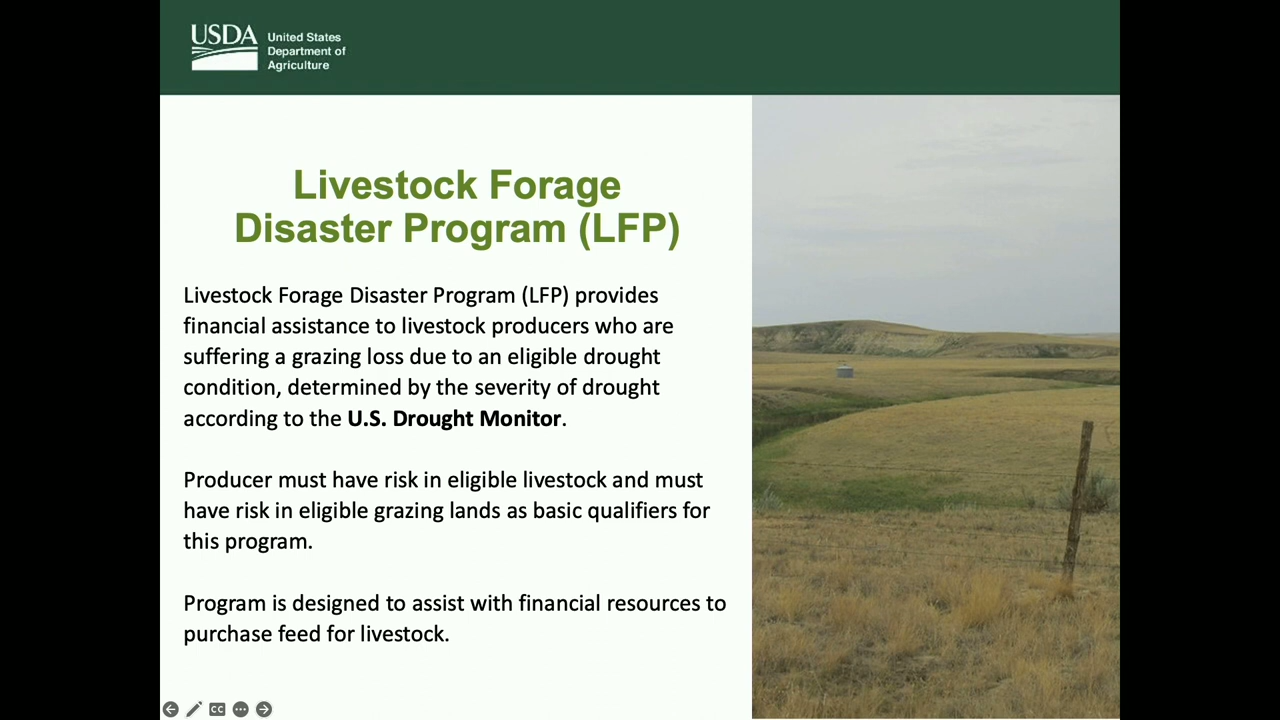 USDA
United States
Department of
Agriculture
Livestock Forage
Disaster Program (LFP)
Livestock Forage Disaster Program (LFP) provides
financial assistance to livestock producers who are
suffering a grazing loss due to an eligible drought
condition, determined by the severity of drought
according to the U.S. Drought Monitor.
Producer must have risk in eligible livestock and must
have risk in eligible grazing lands as basic qualifiers for
this program.
Program is designed to assist with financial resources to
purchase feed for livestock.
CC